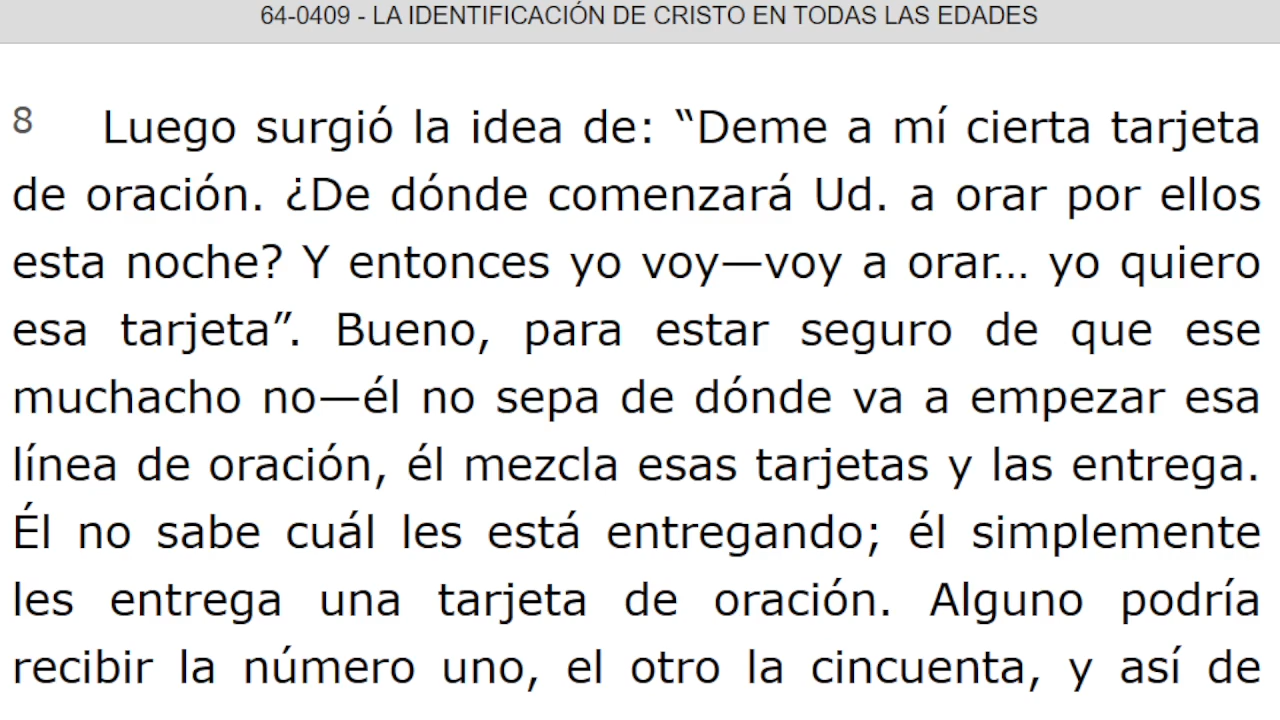 64-0409 - LA IDENTIFICACIÓN DE CRISTO EN TODAS LAS EDADES
8 Luego surgió la idea de: “Deme a mí cierta tarjeta
de oración. ¿De dónde comenzará Ud. a orar por ellos
esta noche? Y entonces yo voy—voy a orar... yo quiero
esa tarjeta”. Bueno, para estar seguro de que ese
muchacho no—él no sepa de dónde va a empezar esa
línea de oración, él mezcla esas tarjetas y las entrega.
Él no sabe cuál les está entregando; él simplemente
les entrega una tarjeta de oración. Alguno podría
recibir la número uno, el otro la cincuenta, y así de